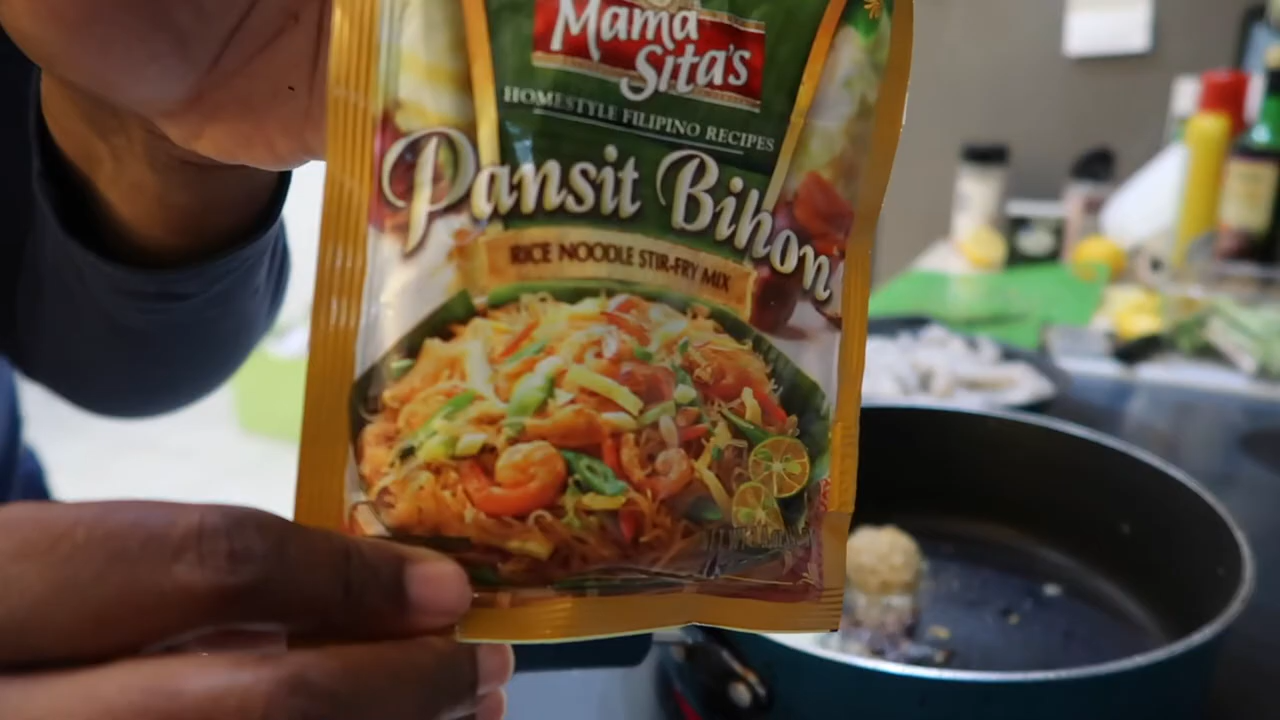 Mama
Sita's
HOMESTYLE FILIPINO RECIPES
Pansit Bihon
RICE NOODLE STIR-FRY MIX